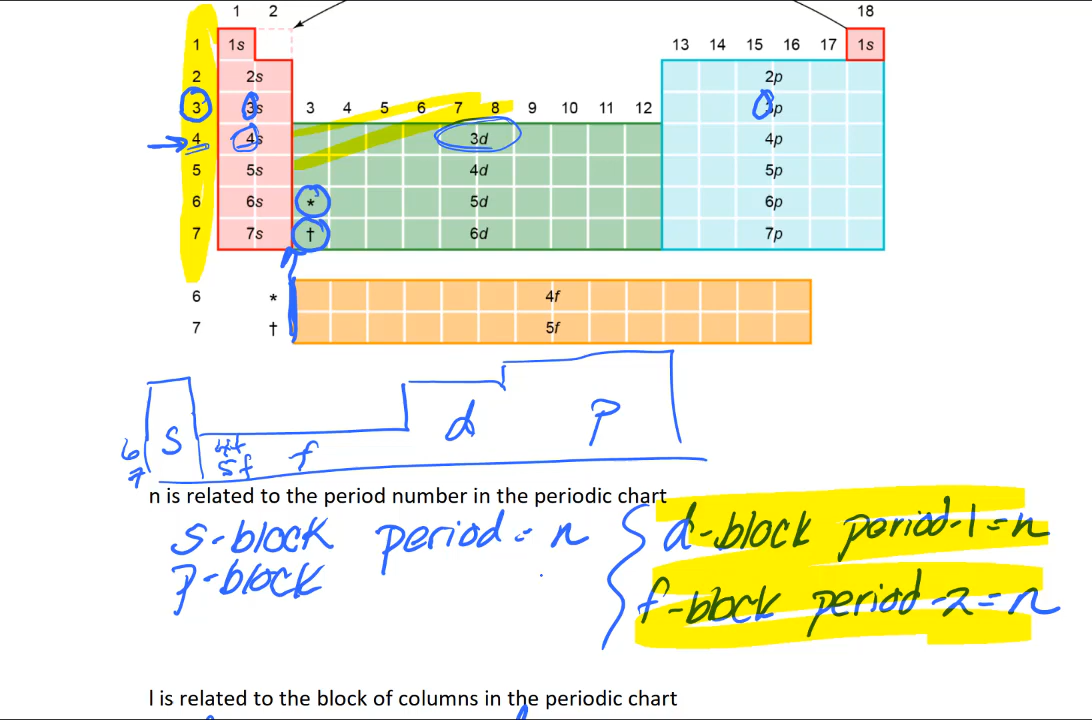 1 2 18
1 1s 13 14 15 16 17 1s
2 2s 2p
3 3s 3 4 5 6 7 8 9 10 11 12 3p
4 4s 3d 4p
5 5s 4d 5p
6 6s * 5d 6p
7 7s † 6d 7p
6 * 4f
7 † 5f
6 S 4f d p
7 5f f
n is related to the period number in the periodic chart
s-block period = n d-block period-1=n
p-block f-block period-2=n
l is related to the block of columns in the periodic chart